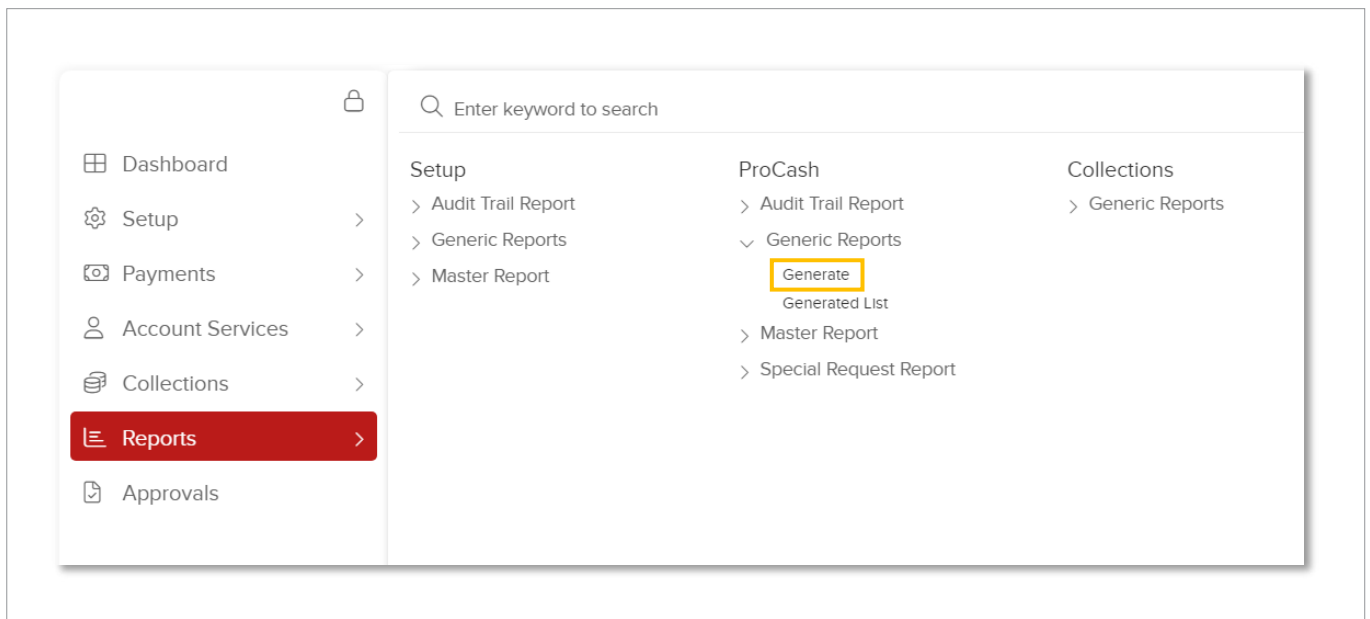 Enter keyword to search
Dashboard
Setup
Payments
Account Services
Collections
Reports
Approvals
Setup
Audit Trail Report
Generic Reports
Master Report
ProCash
Audit Trail Report
Generic Reports
Generate
Generated List
Master Report
Special Request Report
Collections
Generic Reports